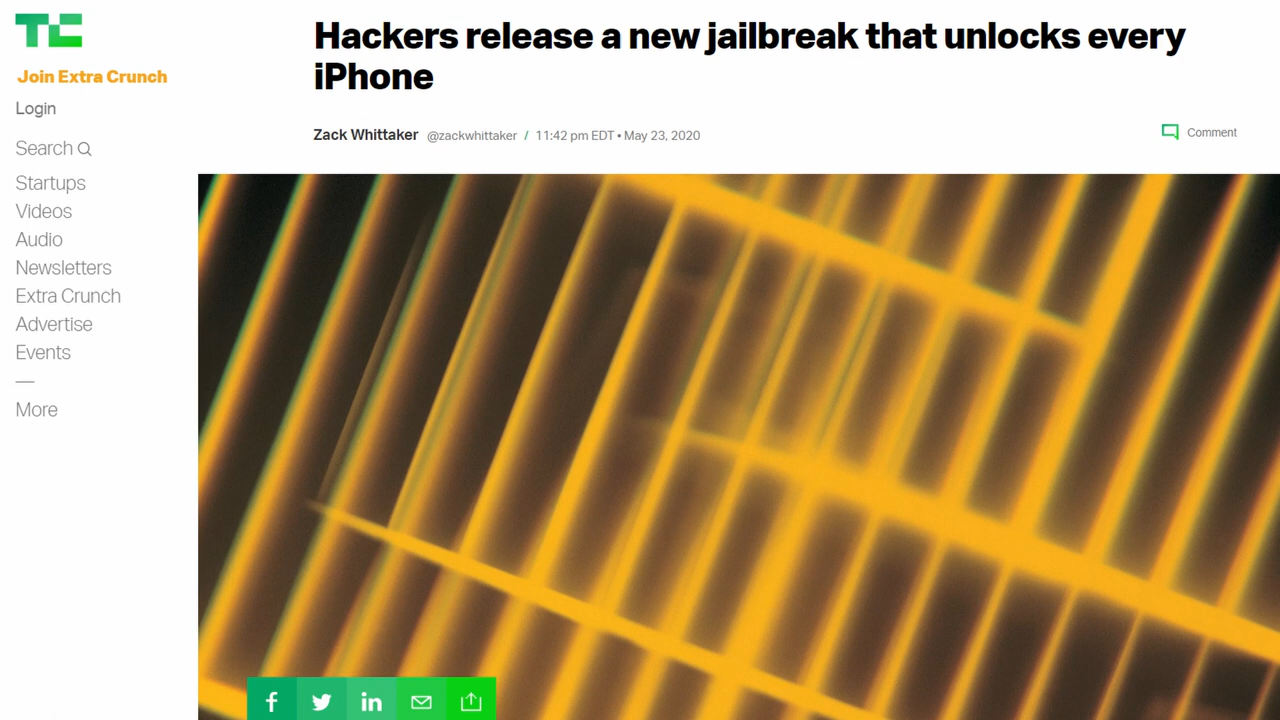 TC
Join Extra Crunch
Login
Search
Startups
Videos
Audio
Newsletters
Extra Crunch
Advertise
Events
—
More
Hackers release a new jailbreak that unlocks every
iPhone
Zack Whittaker @zackwhittaker / 11:42 pm EDT • May 23, 2020
Comment
f in